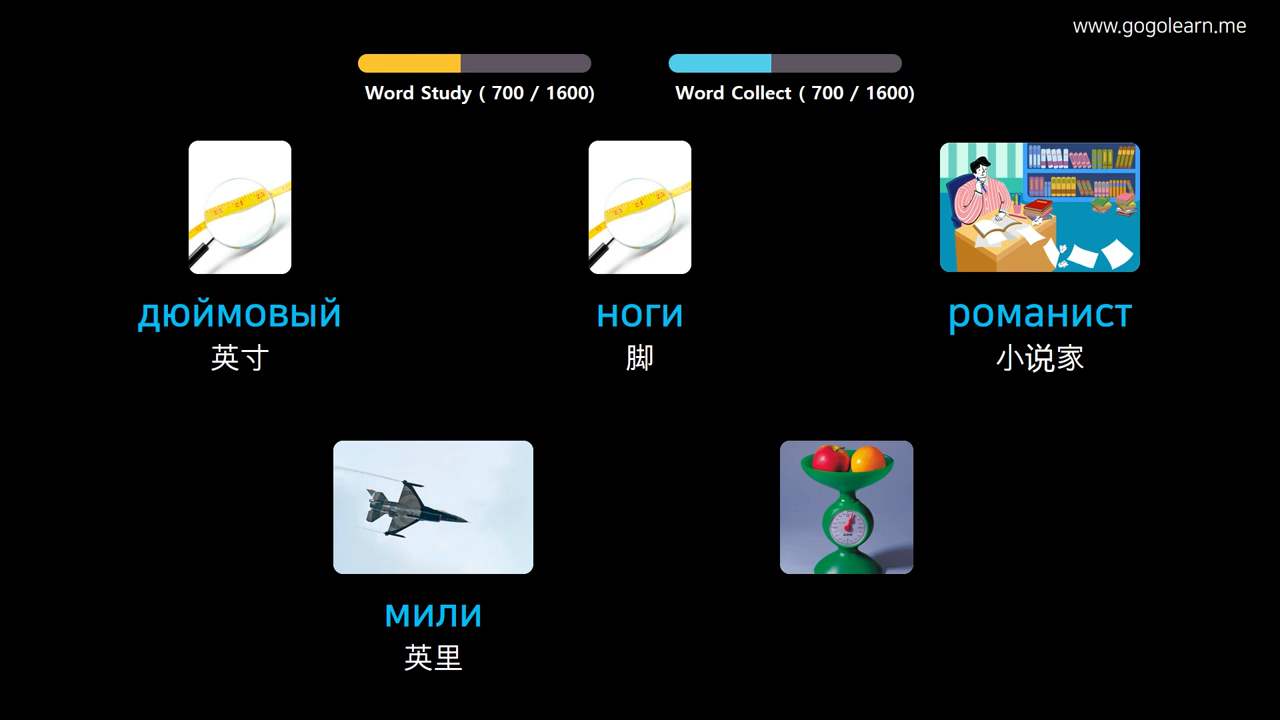 www.gogolearn.me
Word Study ( 700 / 1600)
Word Collect ( 700 / 1600)
дюймовый
英寸
ноги
脚
романист
小说家
мили
英里